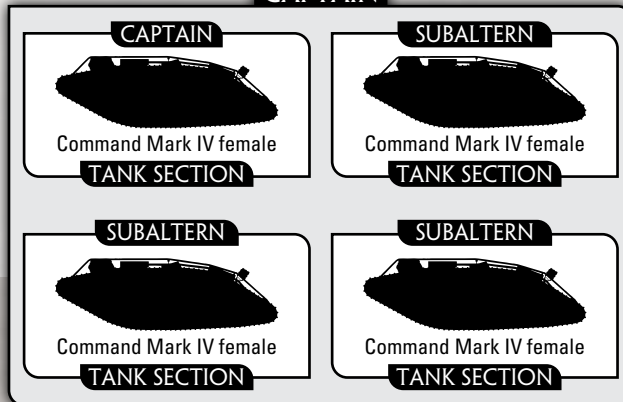 CAPTAIN
CAPTAIN
SUBALTERN
Command Mark IV female
Command Mark IV female
TANK SECTION
TANK SECTION
SUBALTERN
SUBALTERN
Command Mark IV female
Command Mark IV female
TANK SECTION
TANK SECTION